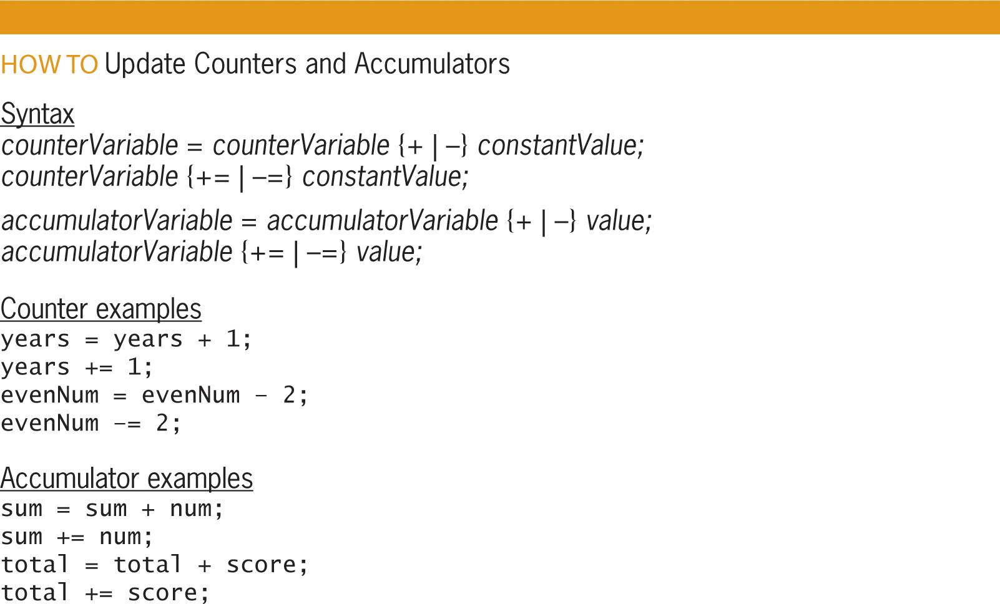 HOW TO Update Counters and Accumulators
Syntax
counterVariable = counterVariable {+ | –} constantValue;
counterVariable {+= | –=} constantValue;
accumulatorVariable = accumulatorVariable {+ | –} value;
accumulatorVariable {+= | –=} value;
Counter examples
years = years + 1;
years += 1;
evenNum = evenNum - 2;
evenNum -= 2;
Accumulator examples
sum = sum + num;
sum += num;
total = total + score;
total += score;